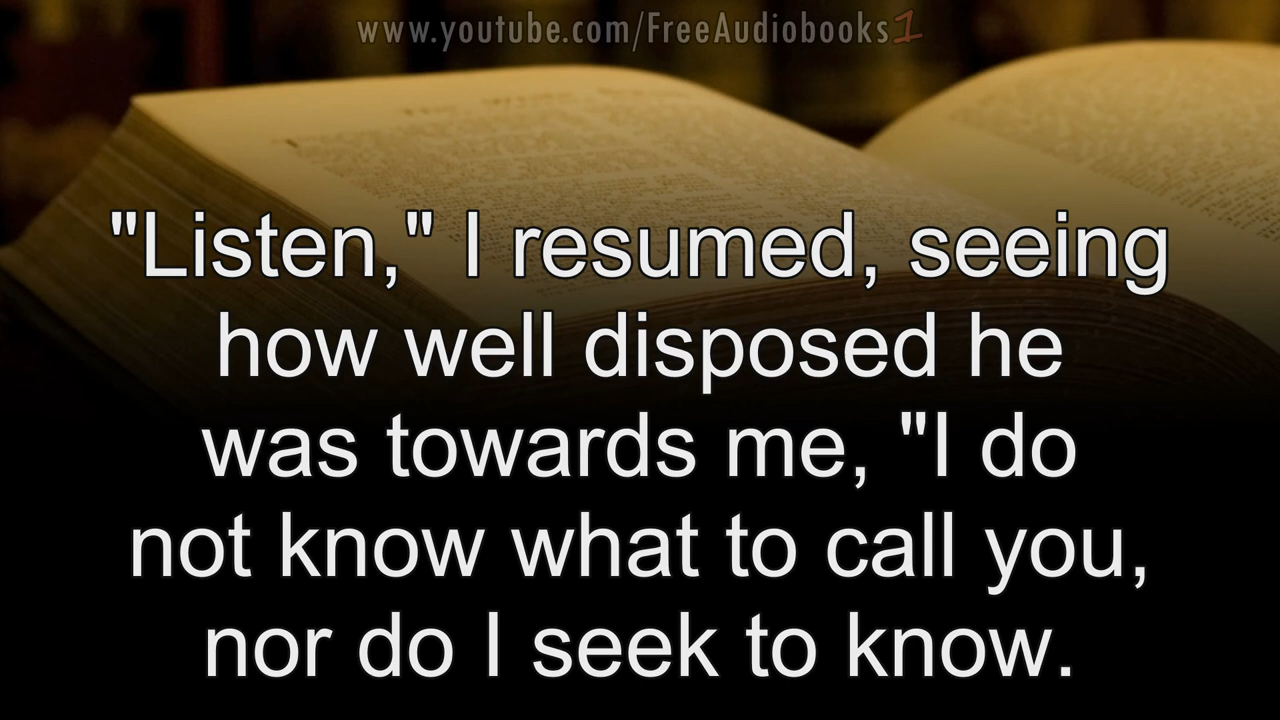 www.youtube.com/FreeAudiobooks1
"Listen," I resumed, seeing
how well disposed he
was towards me, "I do
not know what to call you,
nor do I seek to know.